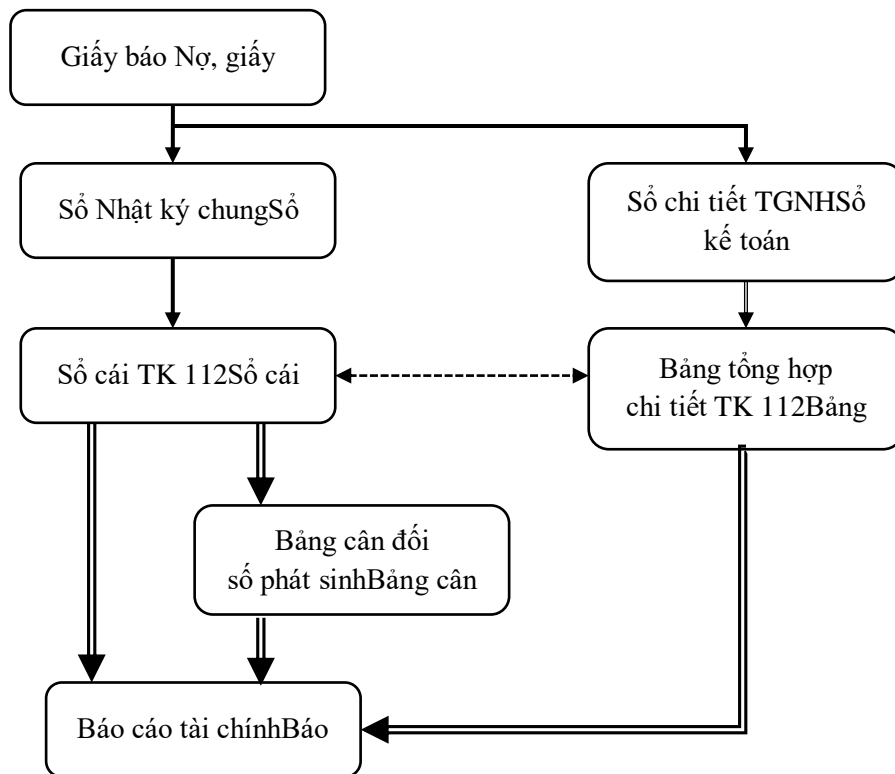 Giấy báo Nợ, giấy
Sổ Nhật ký chungSổ
Sổ chi tiết TGNHSổ
kế toán
Sổ cái TK 112Sổ cái
Bảng tổng hợp
chi tiết TK 112Bảng
Bảng cân đối
số phát sinhBảng cân
Báo cáo tài chínhBáo